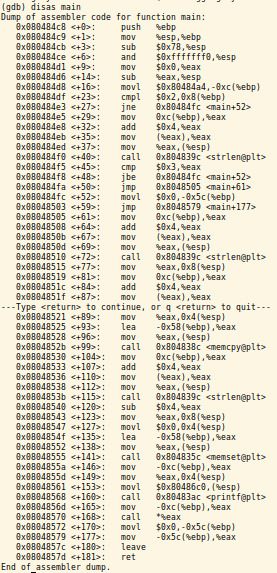 (gdb) disas main
Dump of assembler code for function main:
0x080484c8 <+0>: push %ebp
0x080484c9 <+1>: mov %esp,%ebp
0x080484cb <+3>: sub $0x78,%esp
0x080484ce <+6>: and $0xfffffff0,%esp
0x080484d1 <+9>: mov $0x0,%eax
0x080484d6 <+14>: sub %eax,%esp
0x080484d8 <+16>: movl $0x80484a4,-0xc(%ebp)
0x080484df <+23>: cmpl $0x2,0x8(%ebp)
0x080484e3 <+27>: jne 0x80484fc <main+52>
0x080484e5 <+29>: mov 0xc(%ebp),%eax
0x080484e8 <+32>: add $0x4,%eax
0x080484eb <+35>: mov (%eax),%eax
0x080484ed <+37>: mov %eax,(%esp)
0x080484f0 <+40>: call 0x804839c <strlen@plt>
0x080484f5 <+45>: cmp $0x3,%eax
0x080484f8 <+48>: jbe 0x80484fc <main+52>
0x080484fa <+50>: jmp 0x8048505 <main+61>
0x080484fc <+52>: movl $0x0,-0x5c(%ebp)
0x08048503 <+59>: jmp 0x8048579 <main+177>
0x08048505 <+61>: mov 0xc(%ebp),%eax
0x08048508 <+64>: add $0x4,%eax
0x0804850b <+67>: mov (%eax),%eax
0x0804850d <+69>: mov %eax,(%esp)
0x08048510 <+72>: call 0x804839c <strlen@plt>
0x08048515 <+77>: mov %eax,0x8(%esp)
0x08048519 <+81>: mov 0xc(%ebp),%eax
0x0804851c <+84>: add $0x4,%eax
0x0804851f <+87>: mov (%eax),%eax
---Type <return> to continue, or q <return> to quit---
0x08048521 <+89>: mov %eax,0x4(%esp)
0x08048525 <+93>: lea -0x58(%ebp),%eax
0x08048528 <+96>: mov %eax,(%esp)
0x0804852b <+99>: call 0x804838c <memcpy@plt>
0x08048530 <+104>: mov 0xc(%ebp),%eax
0x08048533 <+107>: add $0x4,%eax
0x08048536 <+110>: mov (%eax),%eax
0x08048538 <+112>: mov %eax,(%esp)
0x0804853b <+115>: call 0x804839c <strlen@plt>
0x08048540 <+120>: sub $0x4,%eax
0x08048543 <+123>: mov %eax,0x8(%esp)
0x08048547 <+127>: movl $0x0,0x4(%esp)
0x0804854f <+135>: lea -0x58(%ebp),%eax
0x08048552 <+138>: mov %eax,(%esp)
0x08048555 <+141>: call 0x804835c <memset@plt>
0x0804855a <+146>: mov -0xc(%ebp),%eax
0x0804855d <+149>: mov %eax,0x4(%esp)
0x08048561 <+153>: movl $0x80486c0,(%esp)
0x08048568 <+160>: call 0x80483ac <printf@plt>
0x0804856d <+165>: mov -0xc(%ebp),%eax
0x08048570 <+168>: call *%eax
0x08048572 <+170>: movl $0x0,-0x5c(%ebp)
0x08048579 <+177>: mov -0x5c(%ebp),%eax
0x0804857c <+180>: leave
0x0804857d <+181>: ret
End of assembler dump.